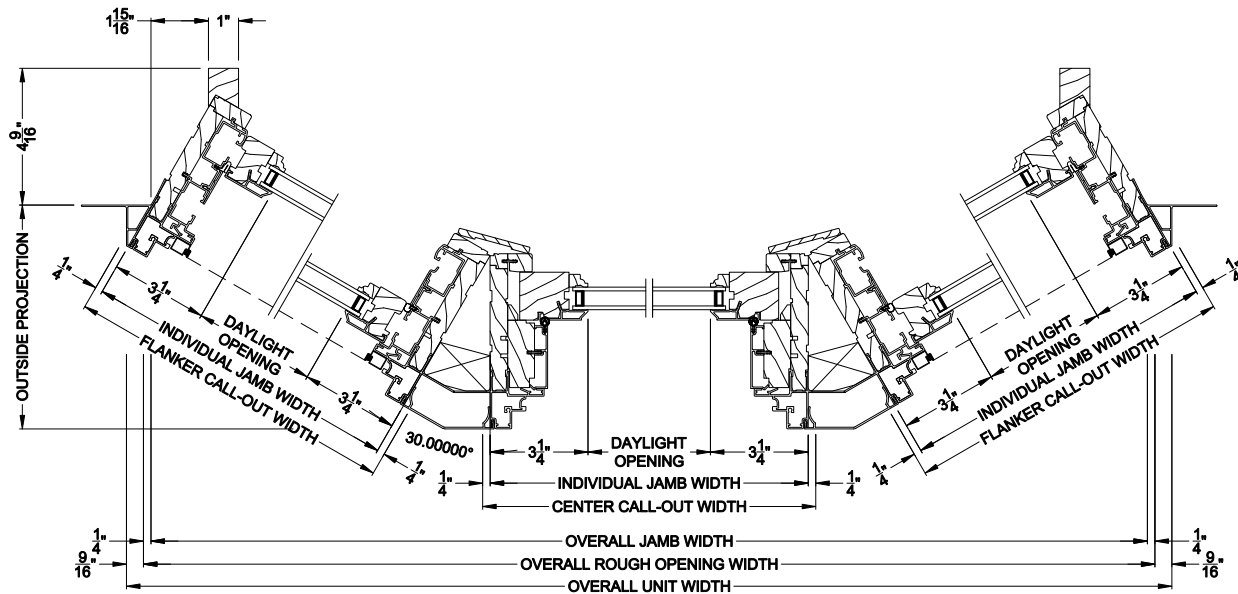 1 15/16" 1"
4 9/16"
OUTSIDE PROJECTION
1/4"
3 1/4"
DAYLIGHT
OPENING
3 1/4"
INDIVIDUAL JAMB WIDTH
FLANKER CALL-OUT WIDTH
1/4"
30.00000°
1/4"
3 1/4"
DAYLIGHT
OPENING
3 1/4"
INDIVIDUAL JAMB WIDTH
1/4"
CENTER CALL-OUT WIDTH
1/4"
3 1/4"
DAYLIGHT
OPENING
3 1/4"
INDIVIDUAL JAMB WIDTH
FLANKER CALL-OUT WIDTH
1/4"
1/4" OVERALL JAMB WIDTH 1/4"
9/16" OVERALL ROUGH OPENING WIDTH 9/16"
OVERALL UNIT WIDTH